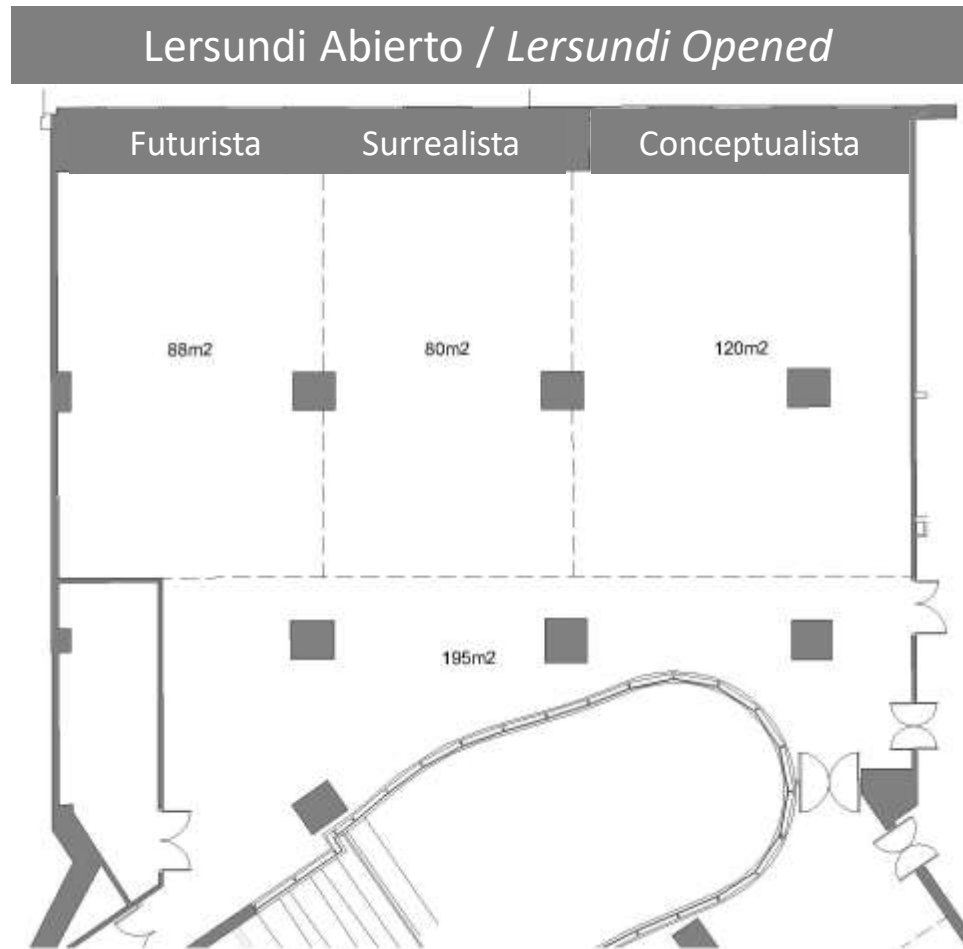 Lersundi Abierto / Lersundi Opened
Futurista Surrealista Conceptualista
88m2 80m2 120m2
195m2